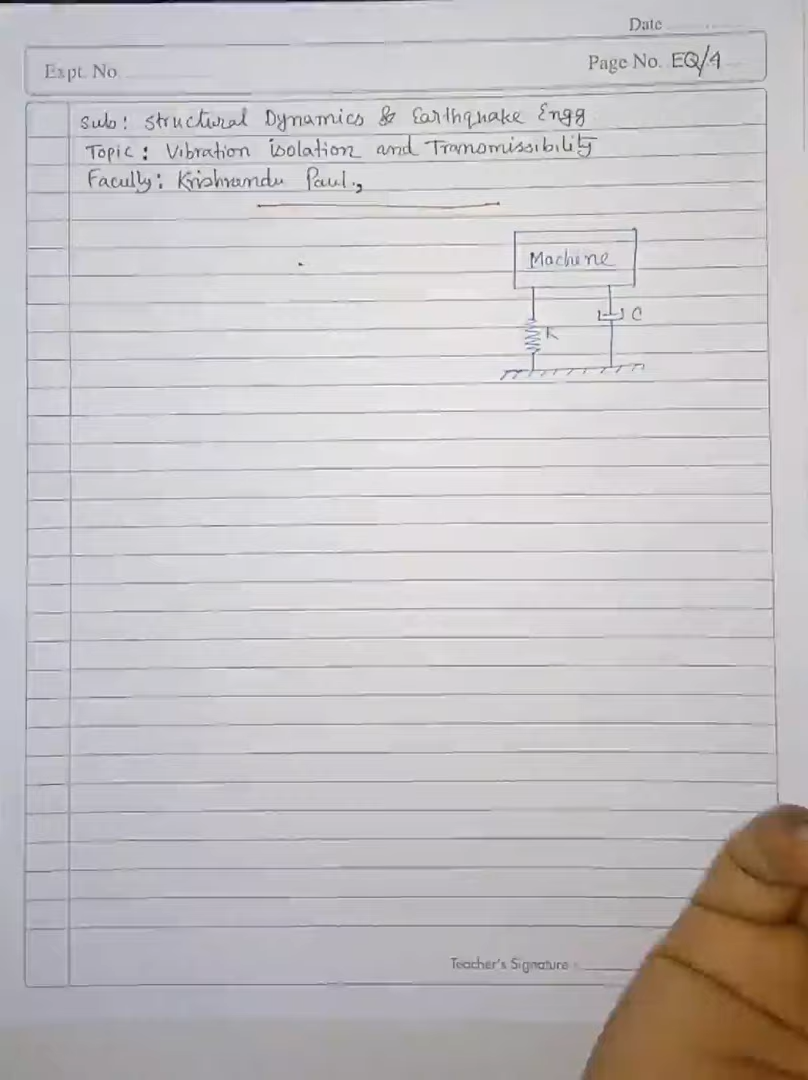 Date
Expt. No.
Page No. EQ/4
Sub: Structural Dynamics & Earthquake Engg
Topic: Vibration isolation and Transmissibility
Faculty: Krishnandu Paul.,
Machine
K
C
Teacher's Signature :